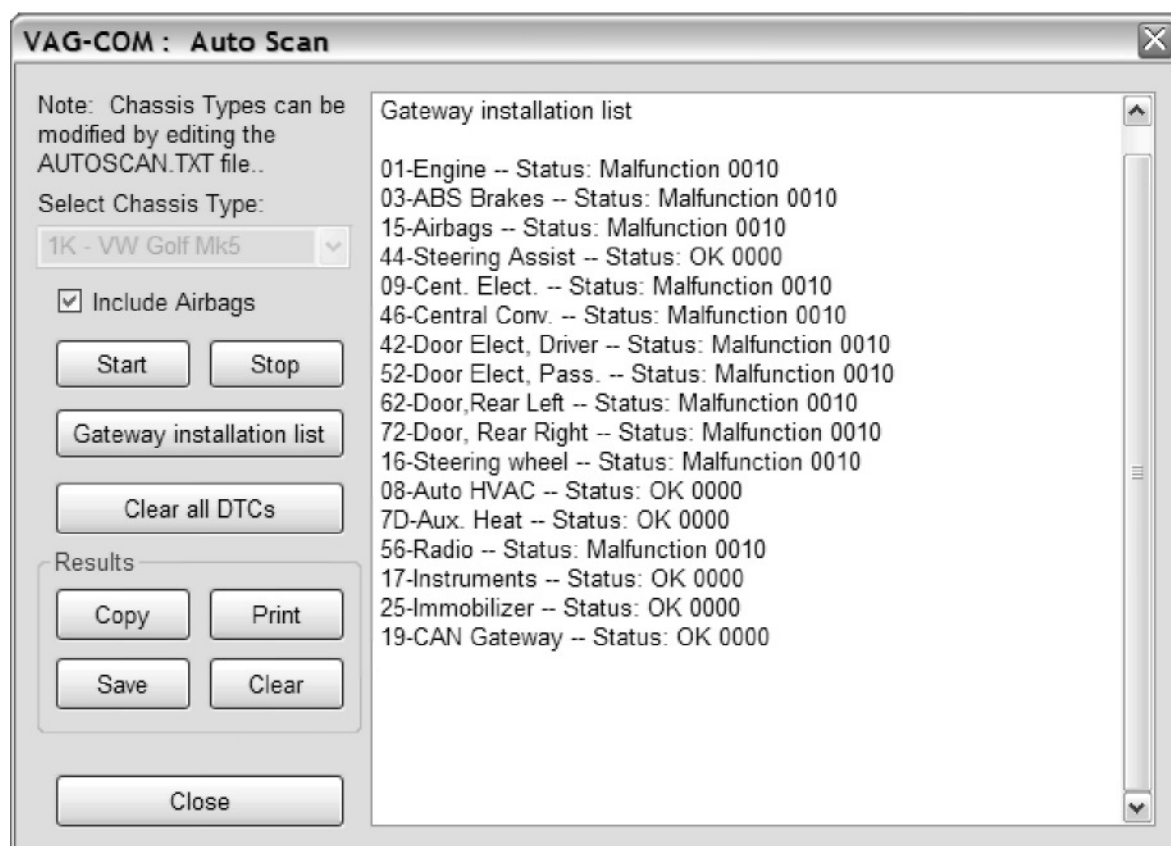 VAG-COM : Auto Scan
Note: Chassis Types can be
modified by editing the
AUTOSCAN.TXT file..
Select Chassis Type:
1K - VW Golf Mk5
Include Airbags
Start
Stop
Gateway installation list
Clear all DTCs
Results
Copy
Print
Save
Clear
Close
Gateway installation list
01-Engine -- Status: Malfunction 0010
03-ABS Brakes -- Status: Malfunction 0010
15-Airbags -- Status: Malfunction 0010
44-Steering Assist -- Status: OK 0000
09-Cent. Elect. -- Status: Malfunction 0010
46-Central Conv. -- Status: Malfunction 0010
42-Door Elect, Driver -- Status: Malfunction 0010
52-Door Elect, Pass. -- Status: Malfunction 0010
62-Door,Rear Left -- Status: Malfunction 0010
72-Door, Rear Right -- Status: Malfunction 0010
16-Steering wheel -- Status: Malfunction 0010
08-Auto HVAC -- Status: OK 0000
7D-Aux. Heat -- Status: OK 0000
56-Radio -- Status: Malfunction 0010
17-Instruments -- Status: OK 0000
25-Immobilizer -- Status: OK 0000
19-CAN Gateway -- Status: OK 0000